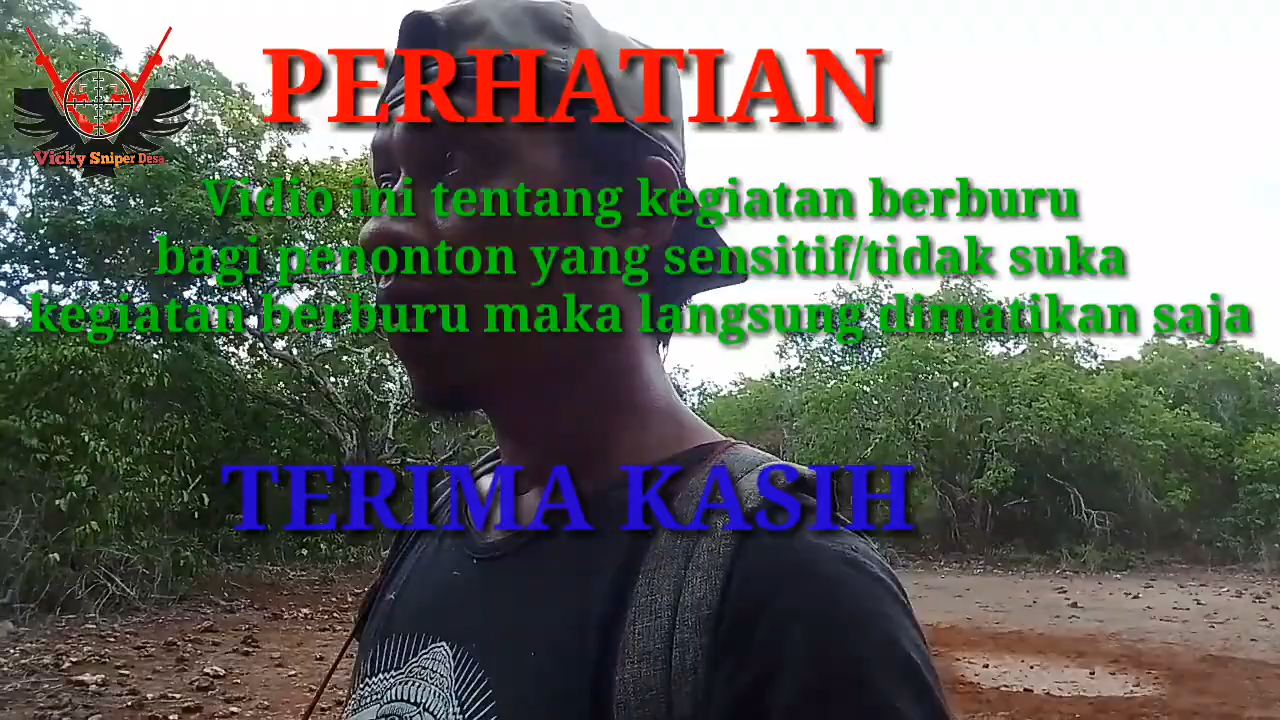 PERHATIAN
Vicky Sniper Desa
Vidio ini tentang kegiatan berburu
bagi penonton yang sensitif/tidak suka
kegiatan berburu maka langsung dimatikan saja
TERIMA KASIH